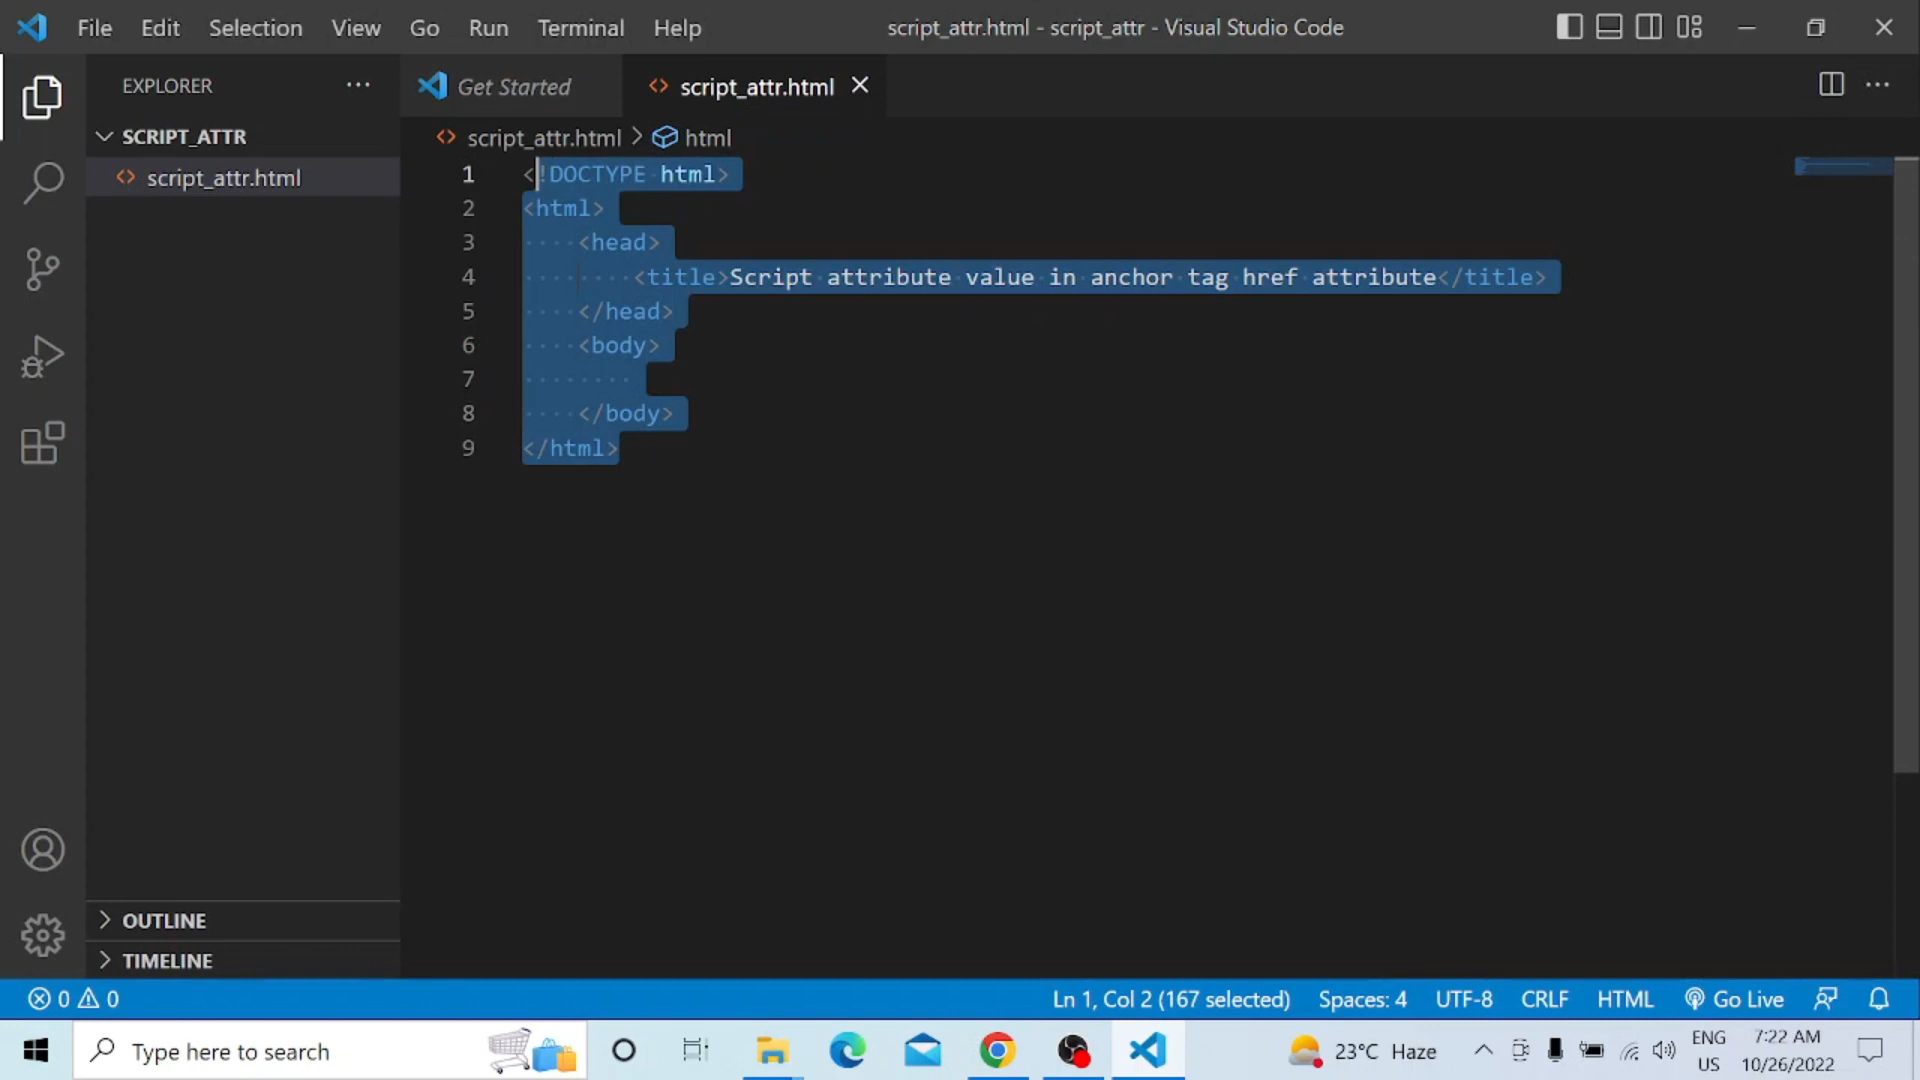 File Edit Selection View Go Run Terminal Help script_attr.html - script_attr - Visual Studio Code
EXPLORER
Get Started
script_attr.html
SCRIPT_ATTR
script_attr.html
script_attr.html > html
1 <!DOCTYPE html>
2 <html>
3 <head>
4 <title>Script attribute value in anchor tag href attribute</title>
5 </head>
6 <body>
7
8 </body>
9 </html>
OUTLINE
TIMELINE
0 0 Ln 1, Col 2 (167 selected) Spaces: 4 UTF-8 CRLF HTML Go Live
Type here to search
23°C Haze
ENG
US
7:22 AM
10/26/2022